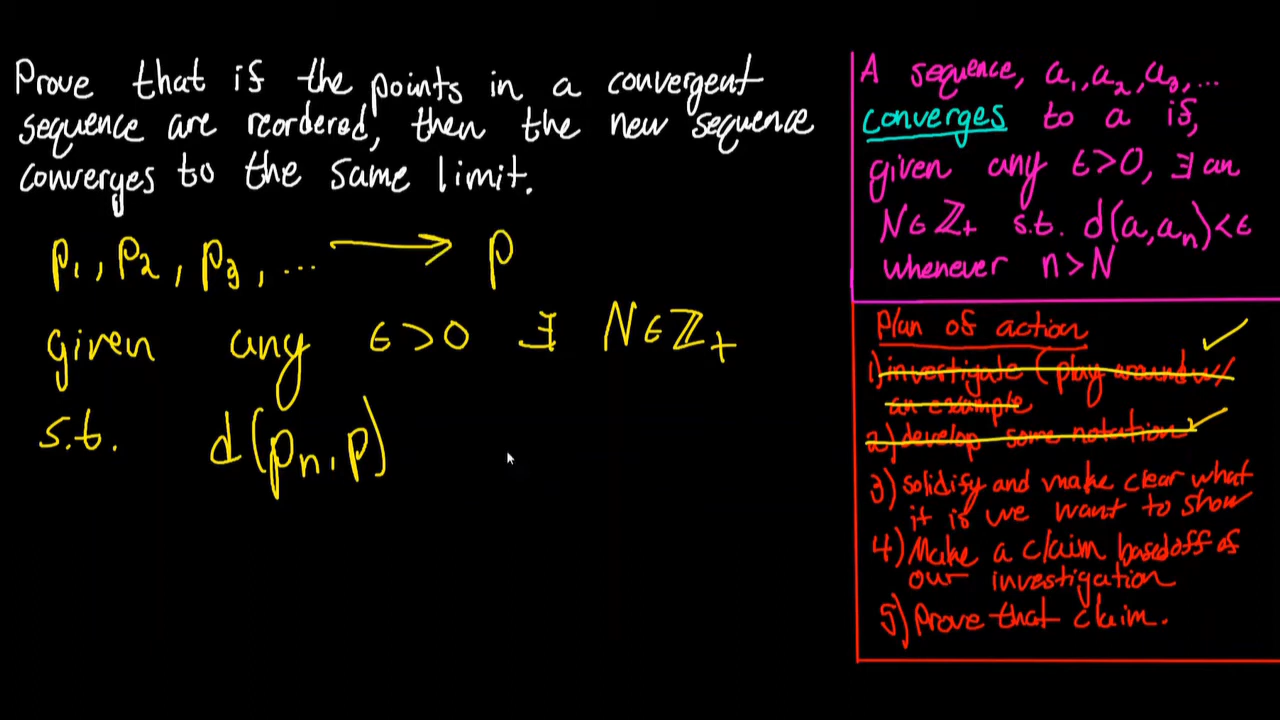 Prove that if the points in a convergent
sequence are reordered, then the new sequence
converges to the same limit.
p1, p2, p3, ... ⟶ p
given any ϵ>0 ∃ N∈ℤ+
s.t. d(pn, p)
A sequence, a1, a2, a3, ...
converges to a if,
given any ϵ>0, ∃ an
N∈ℤ+ s.t. d(a, an)<ϵ
whenever n>N
Plan of action
1) investigate (play around w/ ✓
an example
2) develop some notation ✓
3) solidify and make clear what
it is we want to show
4) Make a claim based off of
our investigation
5) Prove that claim.